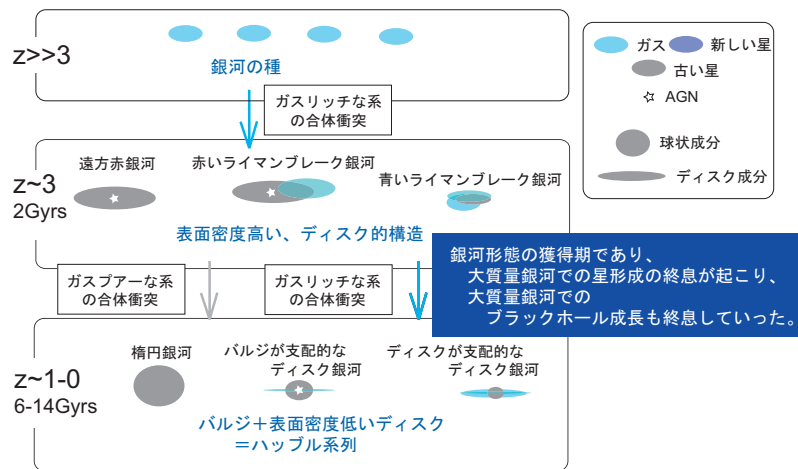 z>>3
銀河の種
ガスリッチな系
の合体衝突
z~3
2Gyrs
遠方赤銀河
赤いライマンブレーク銀河
青いライマンブレーク銀河
表面密度高い、ディスク的構造
ガスプアーな系
の合体衝突
ガスリッチな系
の合体衝突
z~1-0
6-14Gyrs
楕円銀河
バルジが支配的な
ディスク銀河
ディスクが支配的な
ディスク銀河
バルジ+表面密度低いディスク
=ハッブル系列
ガス
新しい星
古い星
AGN
球状成分
ディスク成分
銀河形態の獲得期であり、
大質量銀河での星形成の終息が起こり、
大質量銀河での
ブラックホール成長も終息していった。